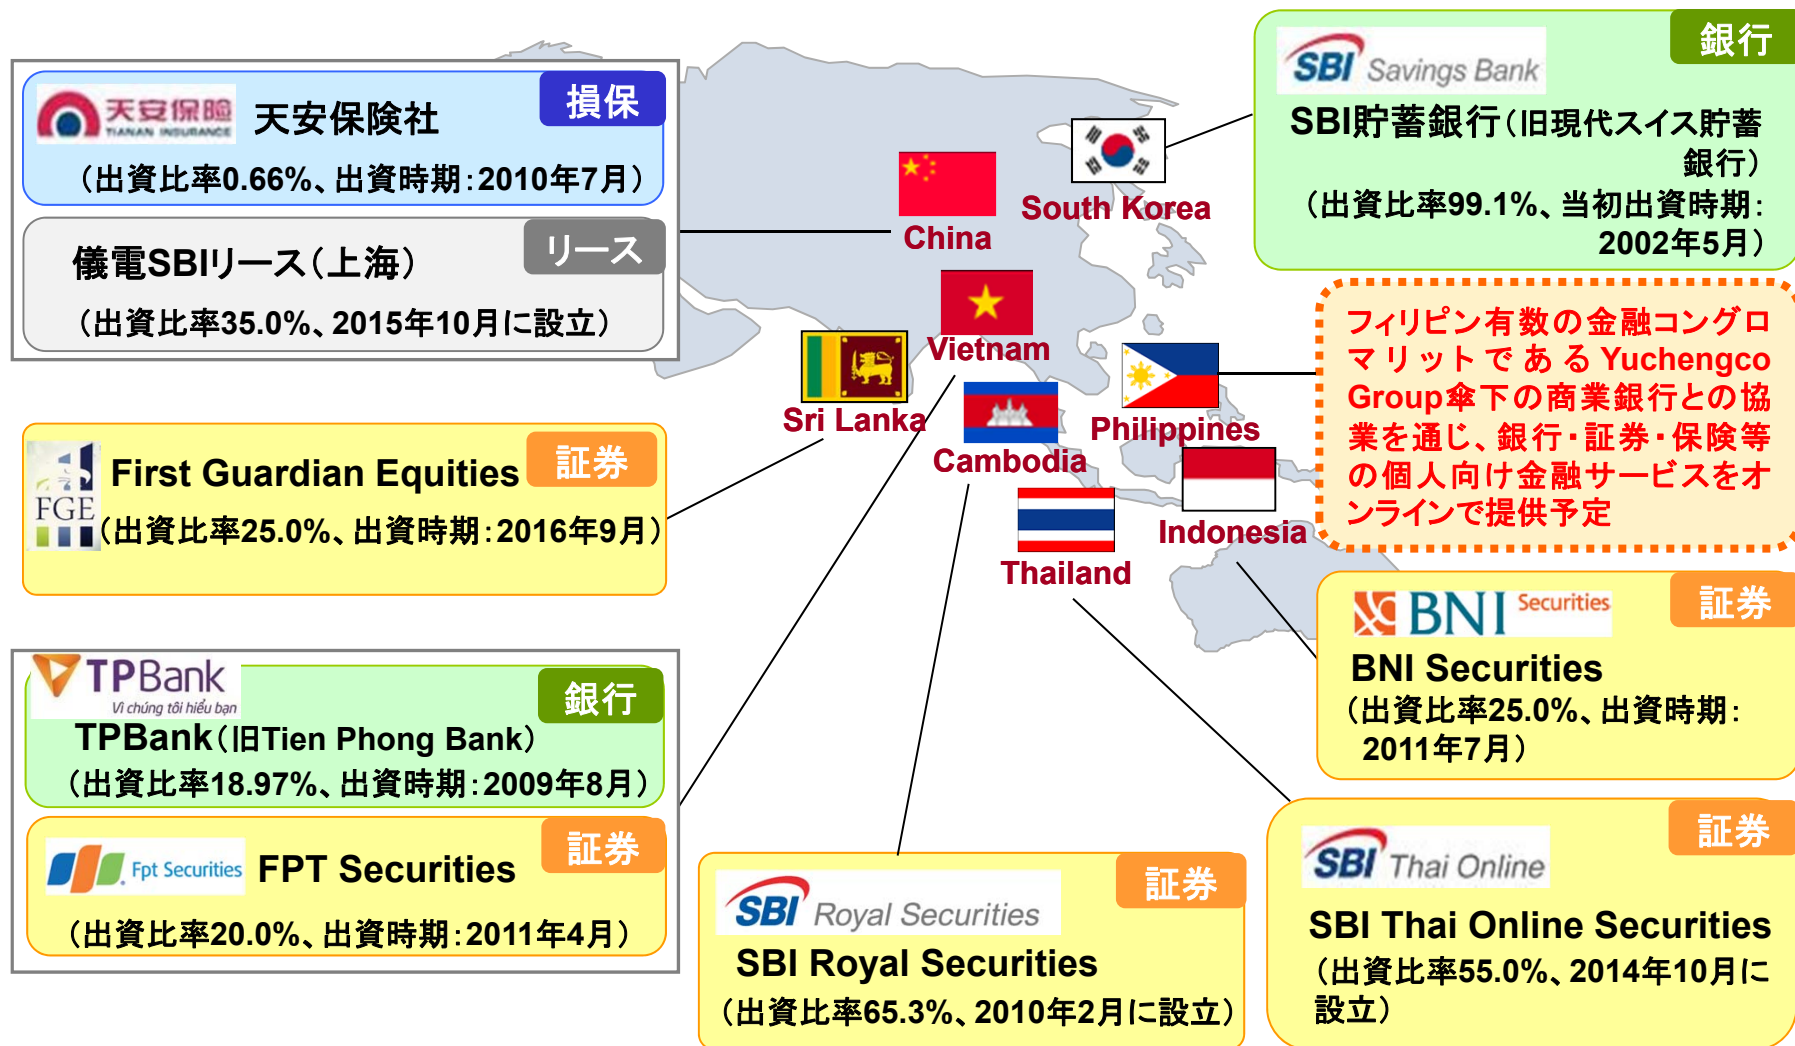 天安保險
TIANAN INSURANCE
天安保険社
損保
（出資比率0.66%、出資時期：2010年7月）
儀電SBIリース（上海）
リース
（出資比率35.0%、2015年10月に設立）
FGE
First Guardian Equities
証券
（出資比率25.0%、出資時期：2016年9月）
TPBank
Vì chúng tôi hiểu bạn
銀行
TPBank（旧Tien Phong Bank）
（出資比率18.97%、出資時期：2009年8月）
Fpt Securities
FPT Securities
証券
（出資比率20.0%、出資時期：2011年4月）
China
South Korea
Vietnam
Sri Lanka
Cambodia
Philippines
Indonesia
Thailand
SBI Royal Securities
証券
SBI Royal Securities
（出資比率65.3%、2010年2月に設立）
SBI Savings Bank
銀行
SBI貯蓄銀行（旧現代スイス貯蓄
銀行）
（出資比率99.1%、当初出資時期：
2002年5月）
フィリピン有数の金融コングロ
マリットであるYuchengco
Group傘下の商業銀行との協
業を通じ、銀行・証券・保険等
の個人向け金融サービスをオ
ンラインで提供予定
BNI Securities
証券
BNI Securities
（出資比率25.0%、出資時期：
2011年7月）
SBI Thai Online
証券
SBI Thai Online Securities
（出資比率55.0%、2014年10月に
設立）